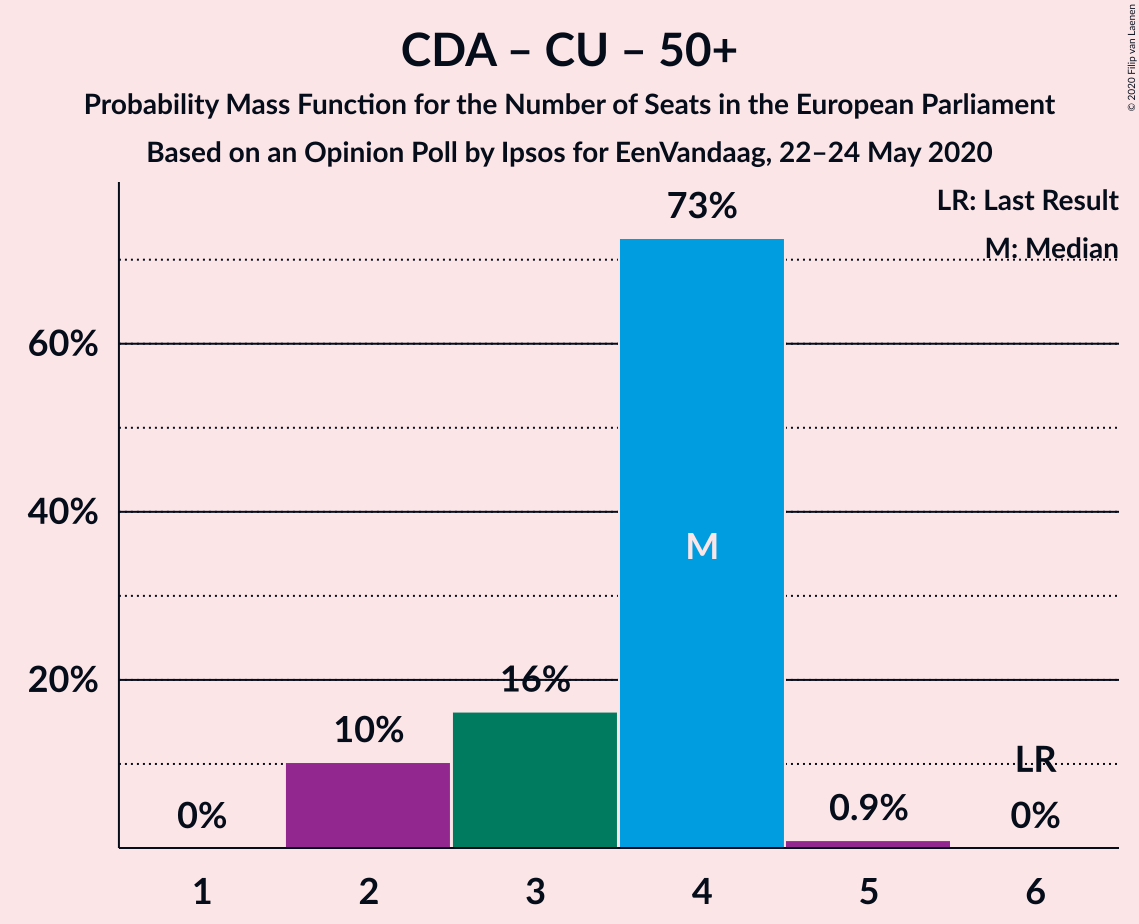 CDA – CU – 50+
Probability Mass Function for the Number of Seats in the European Parliament
Based on an Opinion Poll by Ipsos for EenVandaag, 22–24 May 2020
© 2020 Filip van Laenen
LR: Last Result
M: Median
73%
60%
40%
M
20%
16%
10%
LR
0%
0.9%
0%
1
2
3
4
5
6